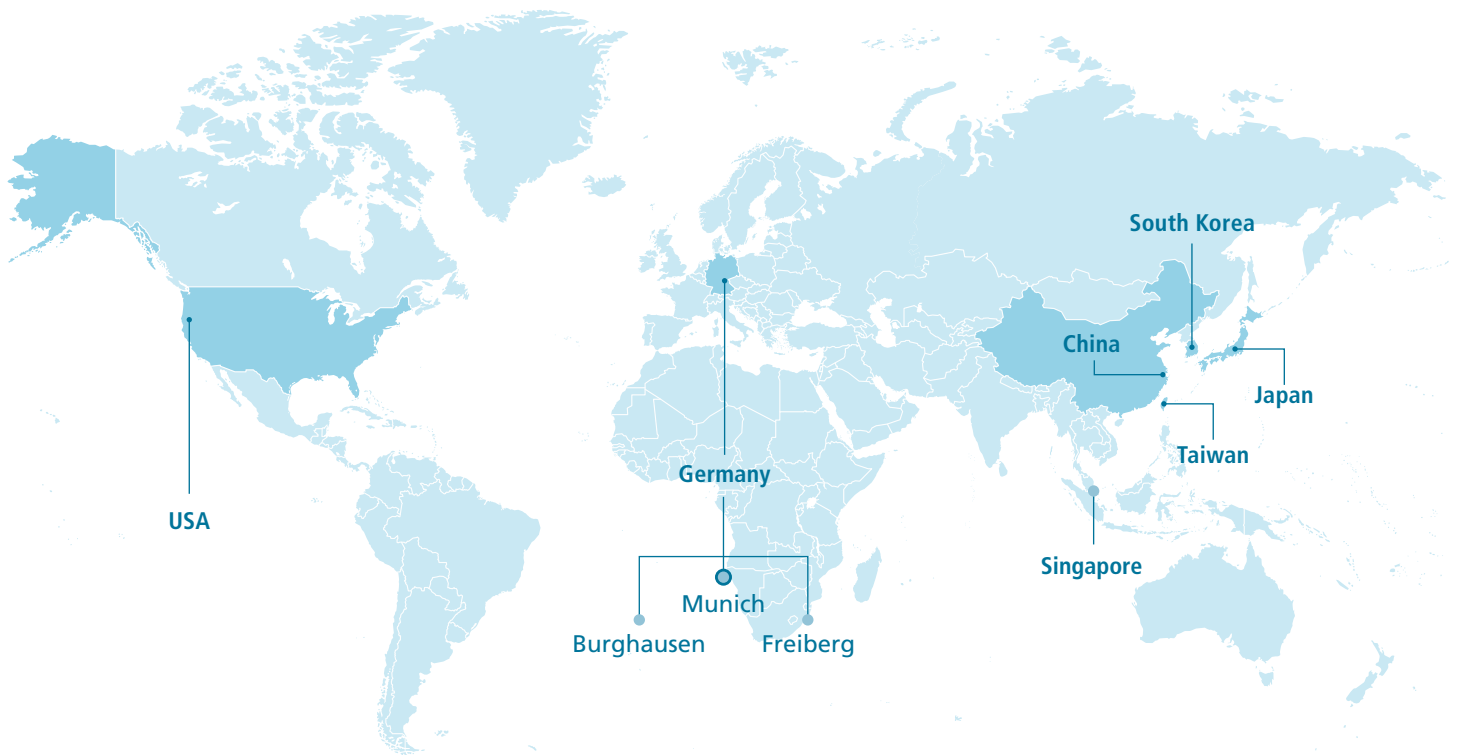 South Korea
China
Japan
Taiwan
Germany
USA
Singapore
Munich
Burghausen
Freiberg